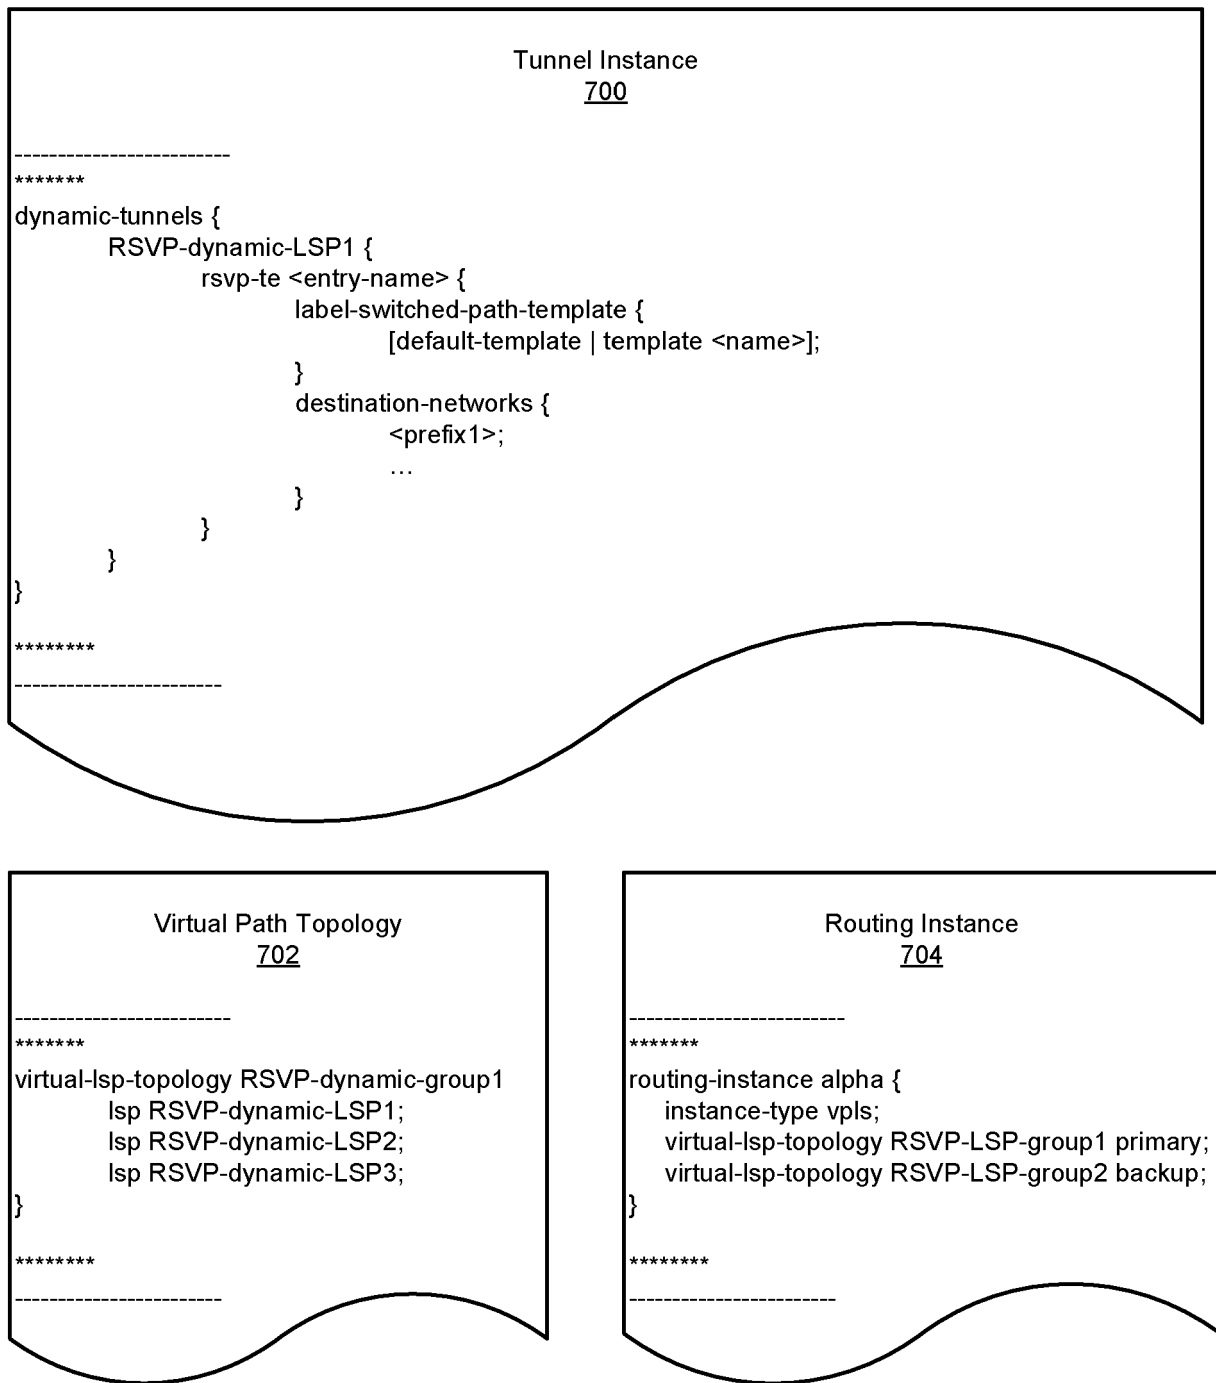 Tunnel Instance
700
-------------------------
*******
dynamic-tunnels {
RSVP-dynamic-LSP1 {
rsvp-te <entry-name> {
label-switched-path-template {
[default-template | template <name>];
}
destination-networks {
<prefix1>;
…
}
}
}
}
********
------------------------
Virtual Path Topology
702
-------------------------
*******
virtual-lsp-topology RSVP-dynamic-group1
lsp RSVP-dynamic-LSP1;
lsp RSVP-dynamic-LSP2;
lsp RSVP-dynamic-LSP3;
}
********
------------------------
Routing Instance
704
-------------------------
*******
routing-instance alpha {
instance-type vpls;
virtual-lsp-topology RSVP-LSP-group1 primary;
virtual-lsp-topology RSVP-LSP-group2 backup;
}
********
------------------------